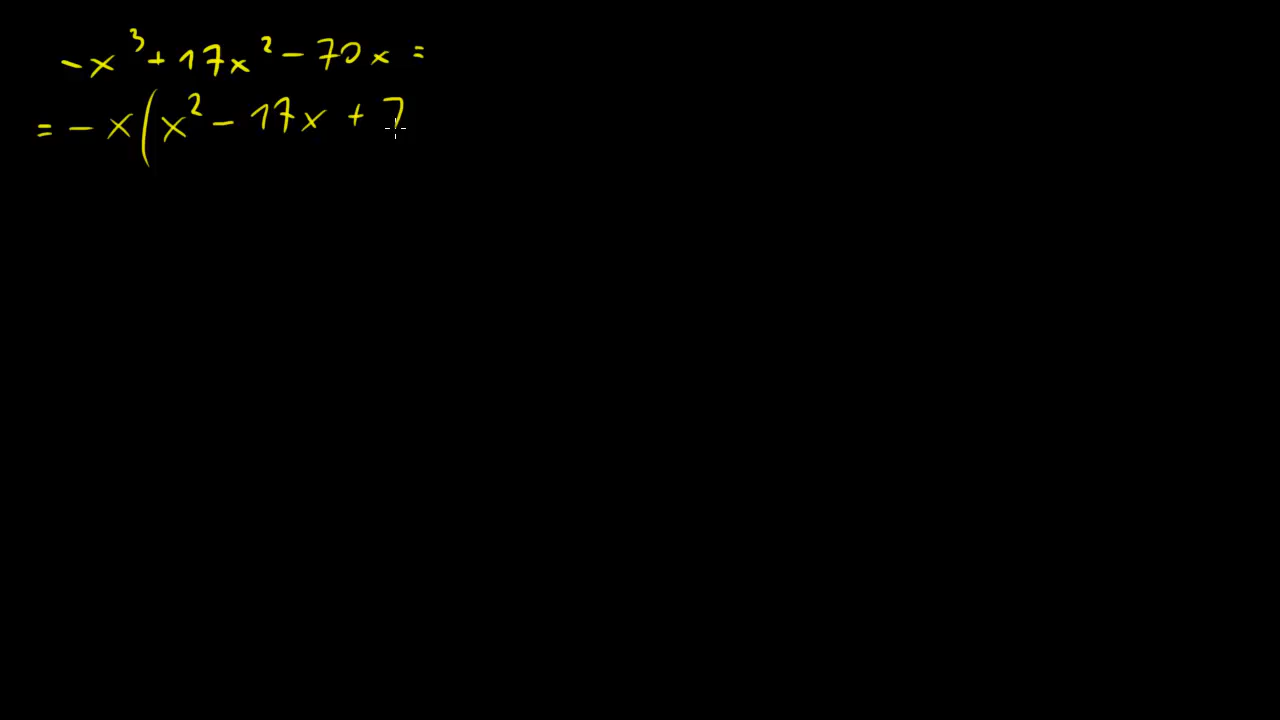 -x³ + 17x² - 70x =
= -x(x² - 17x + 7